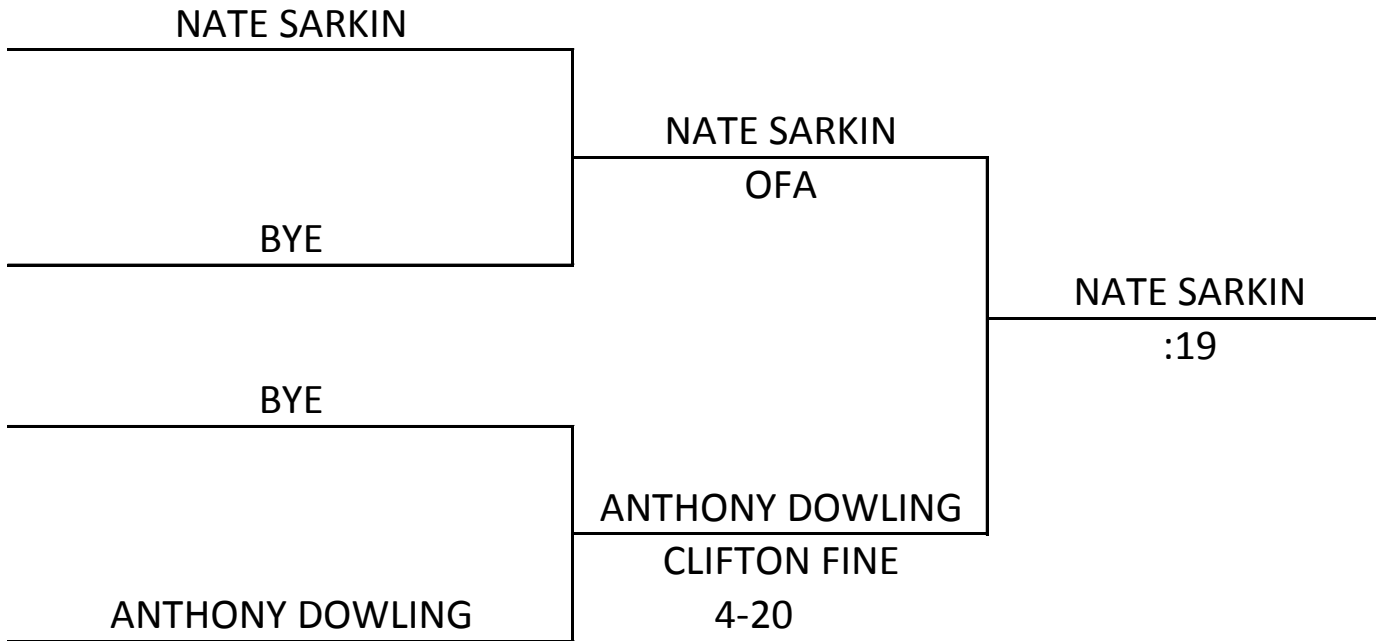 NATE SARKIN
NATE SARKIN
OFA
BYE
NATE SARKIN
:19
BYE
ANTHONY DOWLING
CLIFTON FINE
ANTHONY DOWLING
4-20